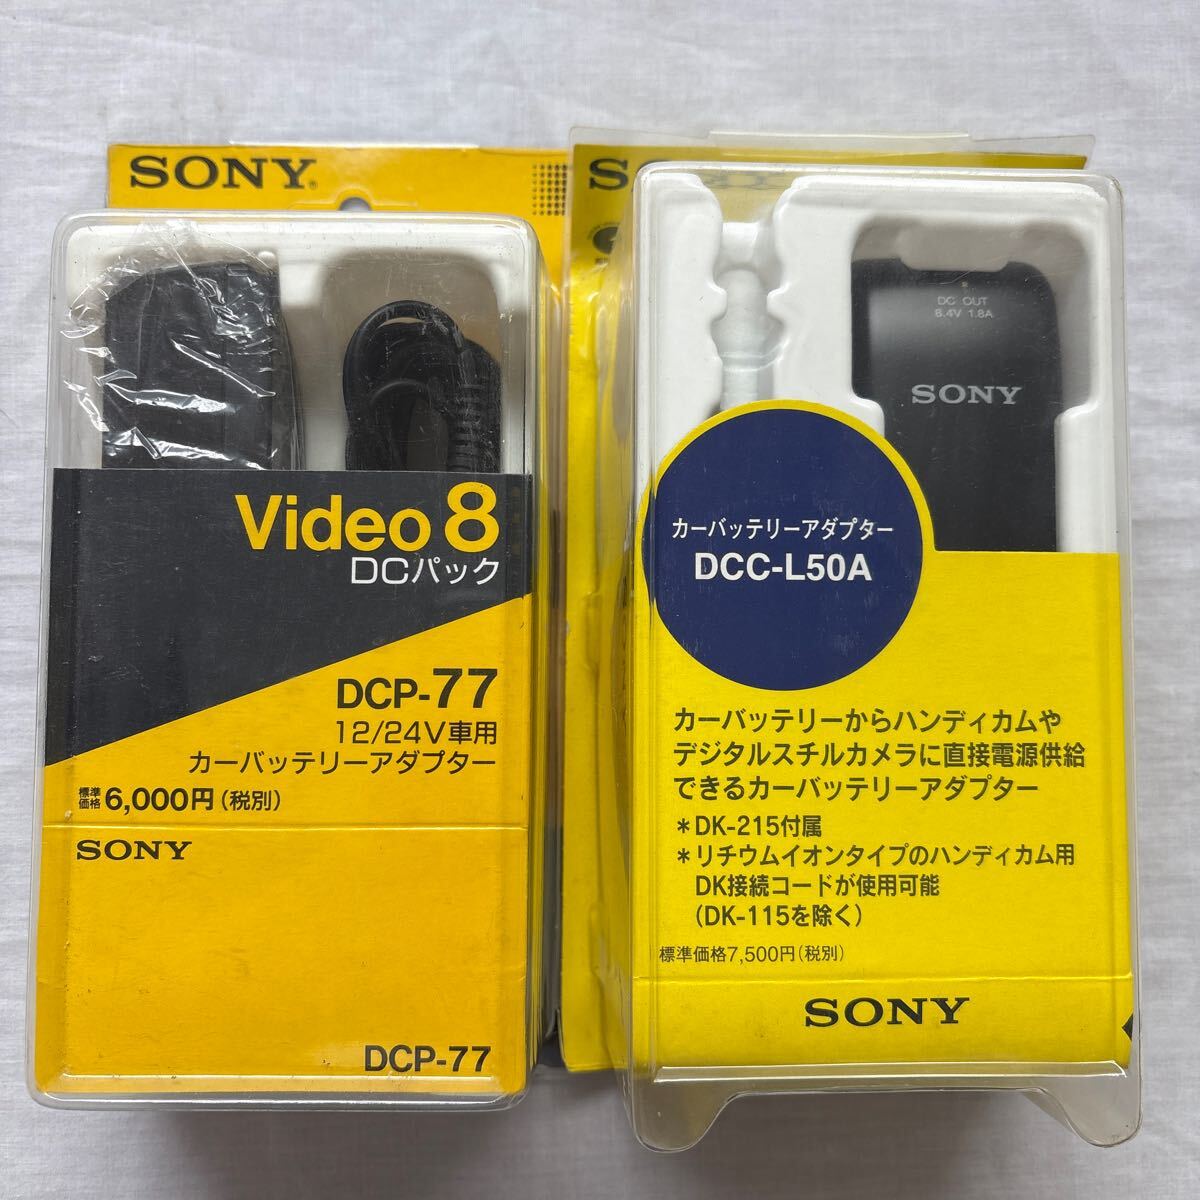 SONY
Video 8
DCパック
DCP-77
12/24V車用
カーバッテリーアダプター
標準価格 6,000円(税別)
SONY
DCP-77
DC OUT
8.4V 1.8A
SONY
カーバッテリーアダプター
DCC-L50A
カーバッテリーからハンディカムや
デジタルスチルカメラに直接電源供給
できるカーバッテリーアダプター
*DK-215付属
*リチウムイオンタイプのハンディカム用
DK接続コードが使用可能
(DK-115を除く)
標準価格7,500円(税別)
SONY